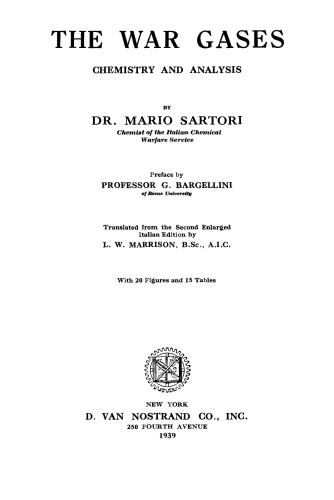 THE WAR GASES
CHEMISTRY AND ANALYSIS
BY
DR. MARIO SARTORI
Chemist of the Italian Chemical
Warfare Service
Preface by
PROFESSOR G. BARGELLINI
of Rome University
Translated from the Second Enlarged
Italian Edition by
L. W. MARRISON, B.Sc., A.I.C.
With 20 Figures and 15 Tables
NEW YORK
D. VAN NOSTRAND CO., INC.
250 FOURTH AVENUE
1939